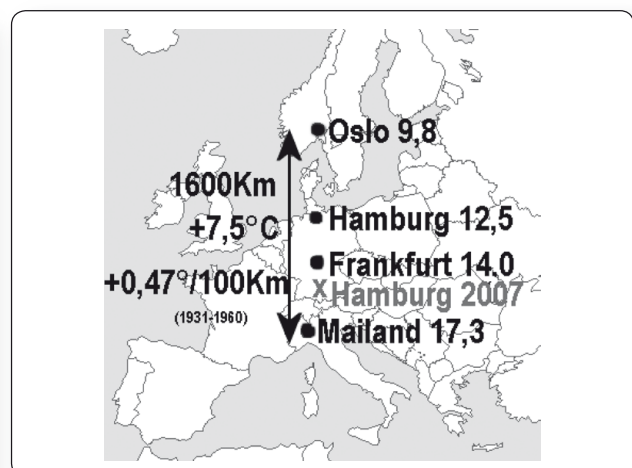 Oslo 9,8
1600Km
+7,5°C
Hamburg 12,5
Frankfurt 14.0
+0,47°/100Km
X Hamburg 2007
(1931-1960)
Mailand 17,3